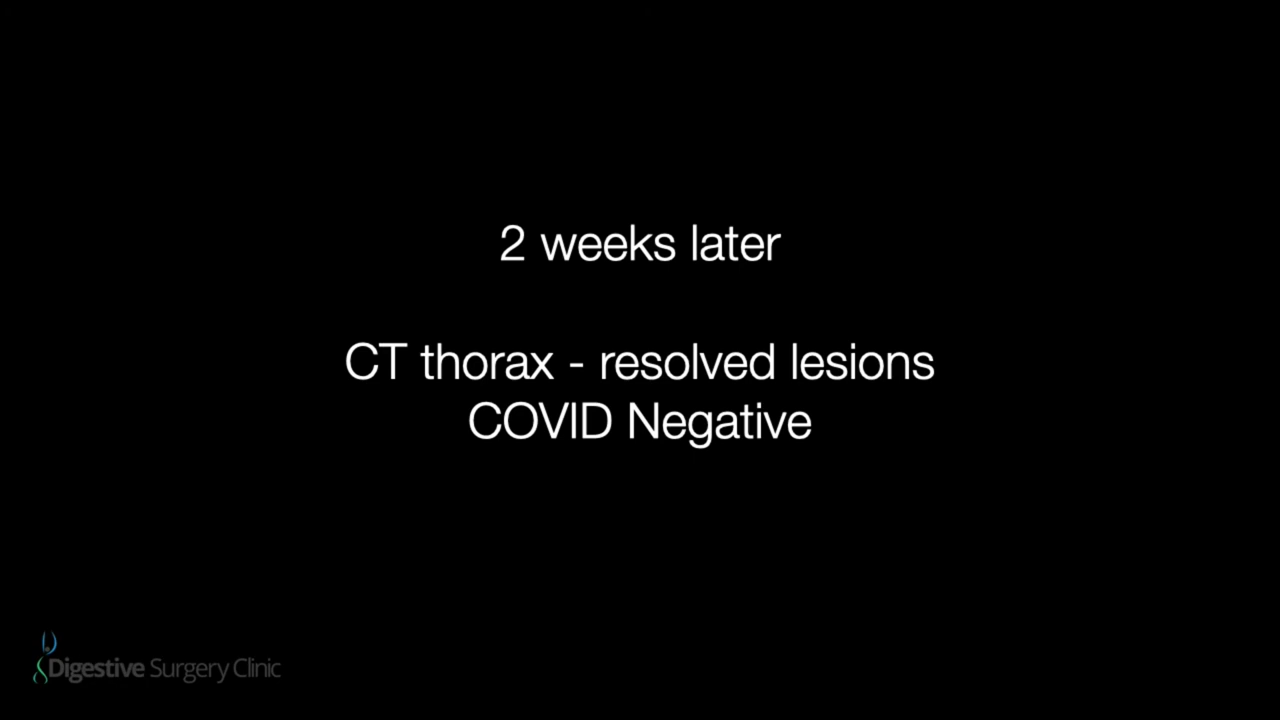 2 weeks later
CT thorax - resolved lesions
COVID Negative
Digestive Surgery Clinic